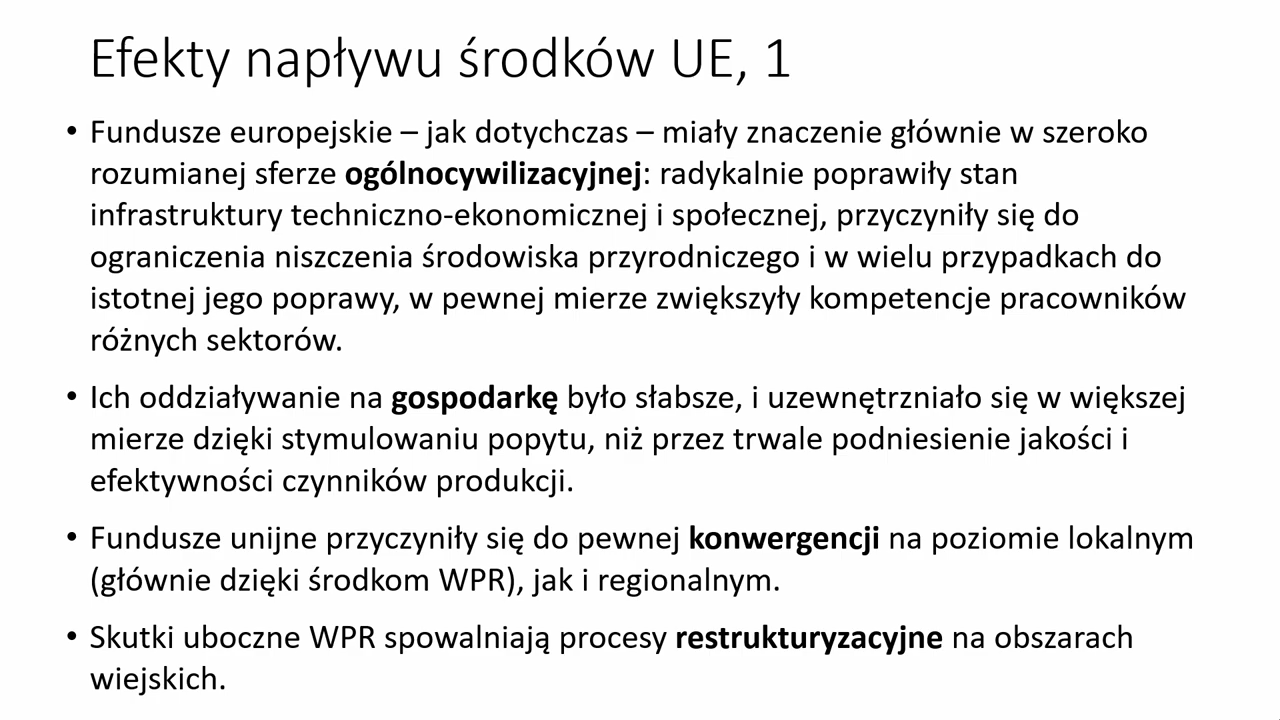 Efekty napływu środków UE, 1
• Fundusze europejskie – jak dotychczas – miały znaczenie głównie w szeroko
rozumianej sferze ogólnocywilizacyjnej: radykalnie poprawiły stan
infrastruktury techniczno-ekonomicznej i społecznej, przyczyniły się do
ograniczenia niszczenia środowiska przyrodniczego i w wielu przypadkach do
istotnej jego poprawy, w pewnej mierze zwiększyły kompetencje pracowników
różnych sektorów.
• Ich oddziaływanie na gospodarkę było słabsze, i uzewnętrzniało się w większej
mierze dzięki stymulowaniu popytu, niż przez trwale podniesienie jakości i
efektywności czynników produkcji.
• Fundusze unijne przyczyniły się do pewnej konwergencji na poziomie lokalnym
(głównie dzięki środkom WPR), jak i regionalnym.
• Skutki uboczne WPR spowalniają procesy restrukturyzacyjne na obszarach
wiejskich.